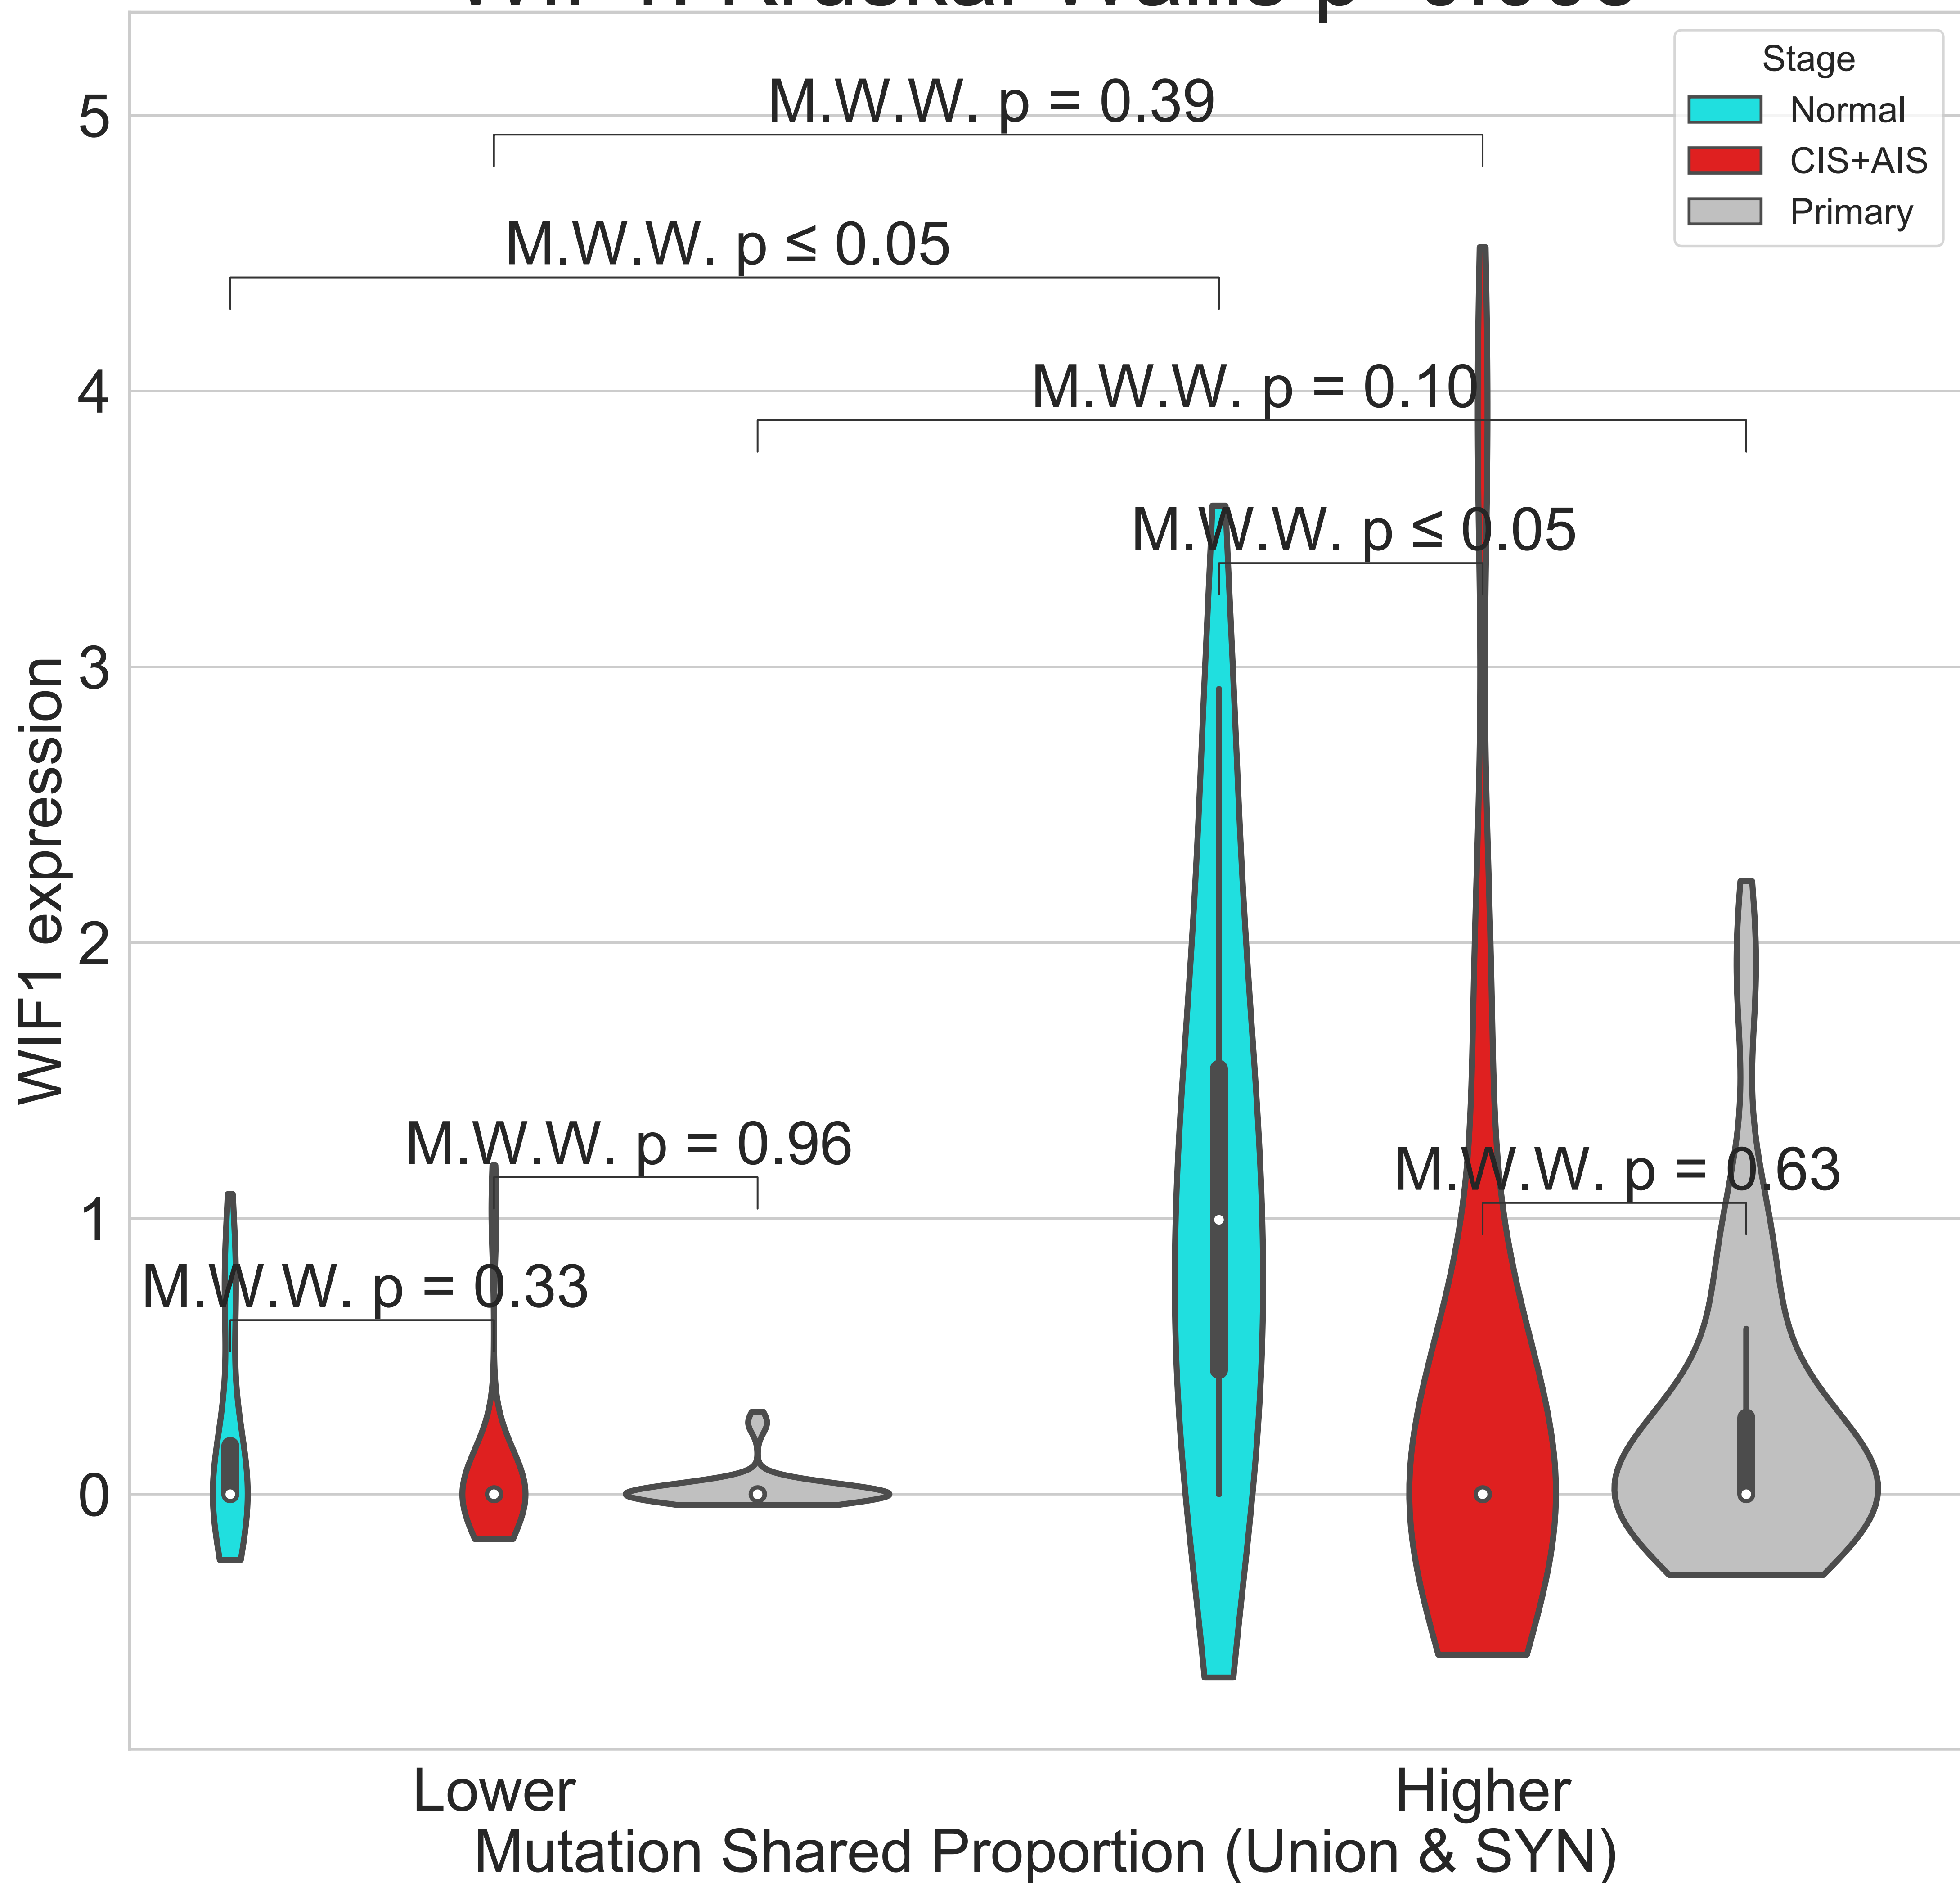 Stage
Normal
CIS+AIS
Primary
5
4
3
2
1
0
WIF1 expression
M.W.W. p = 0.39
M.W.W. p ≤ 0.05
M.W.W. p = 0.10
M.W.W. p ≤ 0.05
M.W.W. p = 0.96
M.W.W. p = 0.63
M.W.W. p = 0.33
Lower
Higher
Mutation Shared Proportion (Union & SYN)